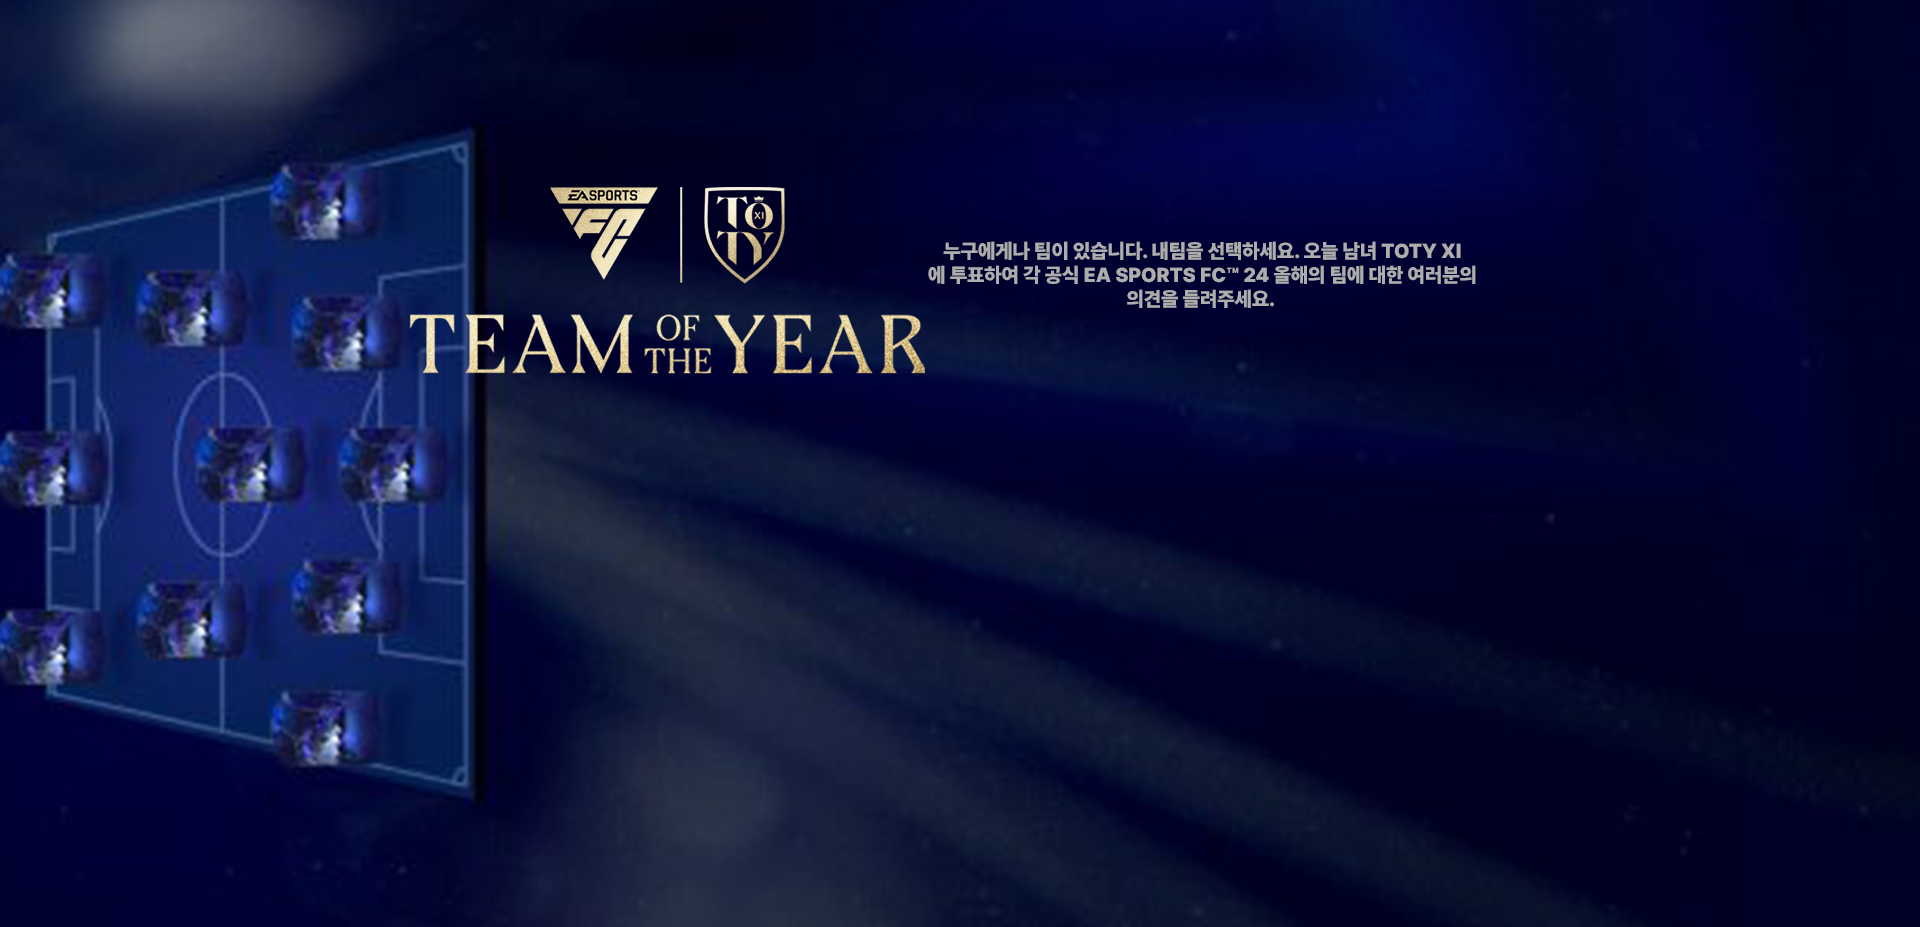 EA SPORTS
FC
TOTY XI
TEAM OF THE YEAR
누구에게나 팀이 있습니다. 내팀을 선택하세요. 오늘 남녀 TOTY XI
에 투표하여 각 공식 EA SPORTS FC™ 24 올해의 팀에 대한 여러분의
의견을 들려주세요.